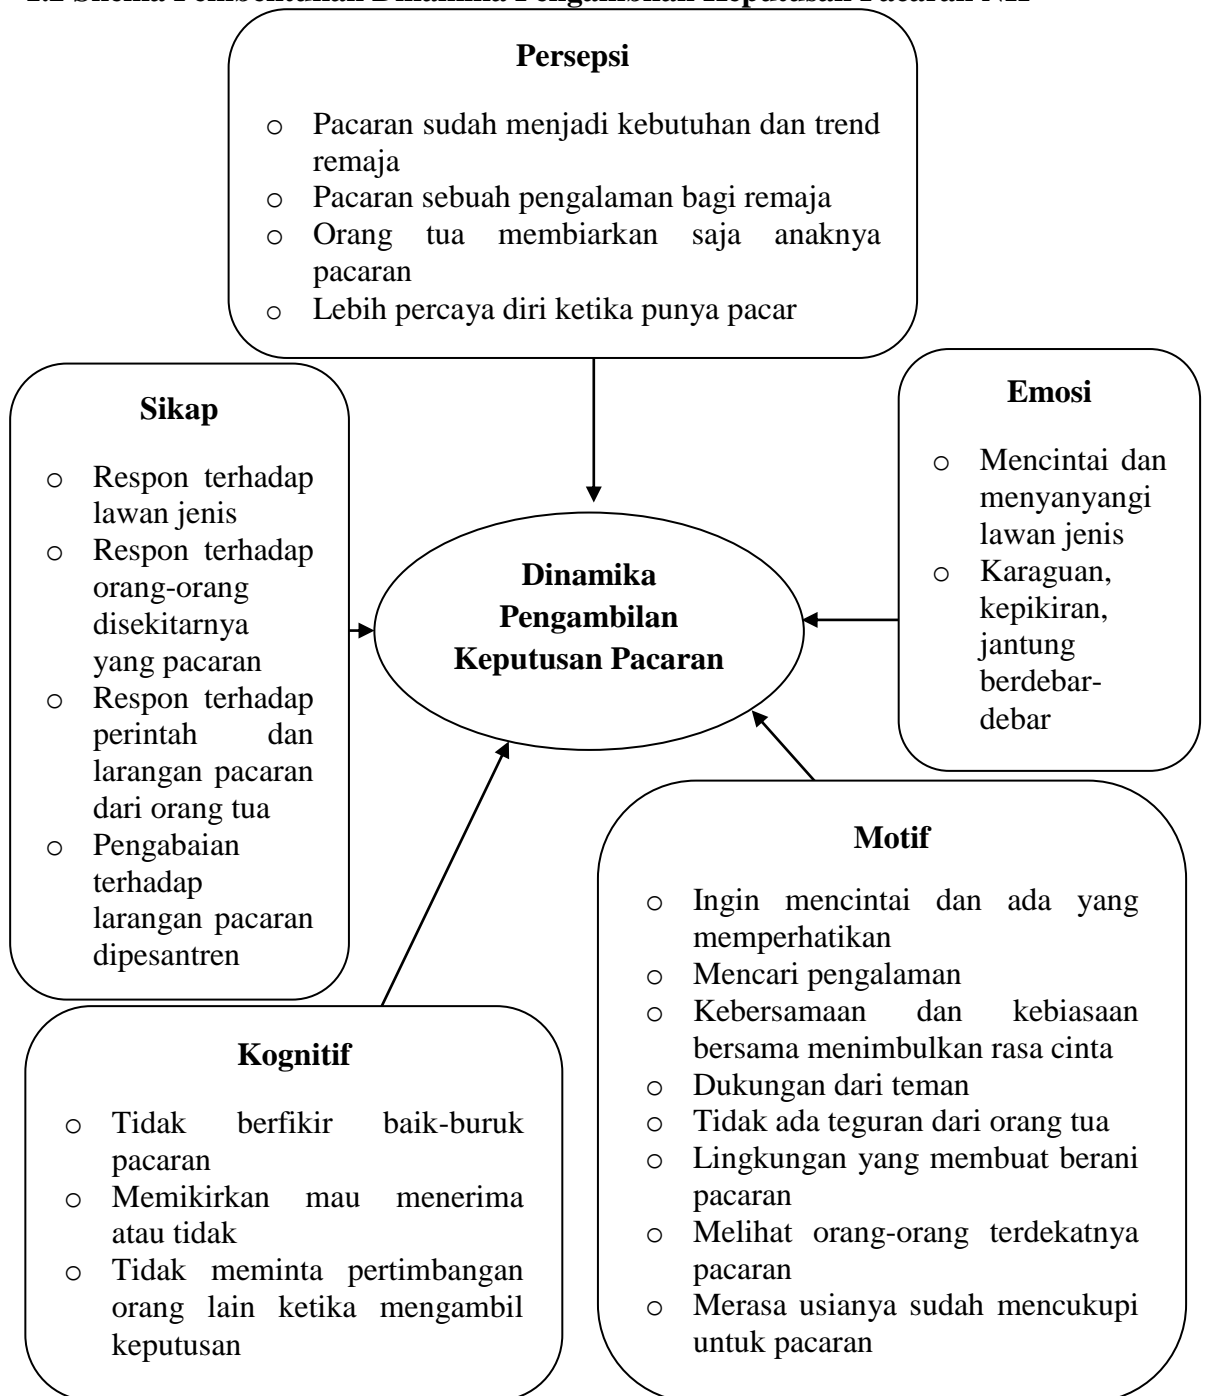 Persepsi
o Pacaran sudah menjadi kebutuhan dan trend
remaja
o Pacaran sebuah pengalaman bagi remaja
o Orang tua membiarkan saja anaknya
pacaran
o Lebih percaya diri ketika punya pacar
Sikap
o Respon terhadap
lawan jenis
o Respon terhadap
orang-orang
disekitarnya
yang pacaran
o Respon terhadap
perintah dan
larangan pacaran
dari orang tua
o Pengabaian
terhadap
larangan pacaran
dipesantren
Dinamika
Pengambilan
Keputusan Pacaran
Emosi
o Mencintai dan
menyanyangi
lawan jenis
o Karaguan,
kepikiran,
jantung
berdebar-
debar
Kognitif
o Tidak berfikir baik-buruk
pacaran
o Memikirkan mau menerima
atau tidak
o Tidak meminta pertimbangan
orang lain ketika mengambil
keputusan
Motif
o Ingin mencintai dan ada yang
memperhatikan
o Mencari pengalaman
o Kebersamaan dan kebiasaan
bersama menimbulkan rasa cinta
o Dukungan dari teman
o Tidak ada teguran dari orang tua
o Lingkungan yang membuat berani
pacaran
o Melihat orang-orang terdekatnya
pacaran
o Merasa usianya sudah mencukupi
untuk pacaran